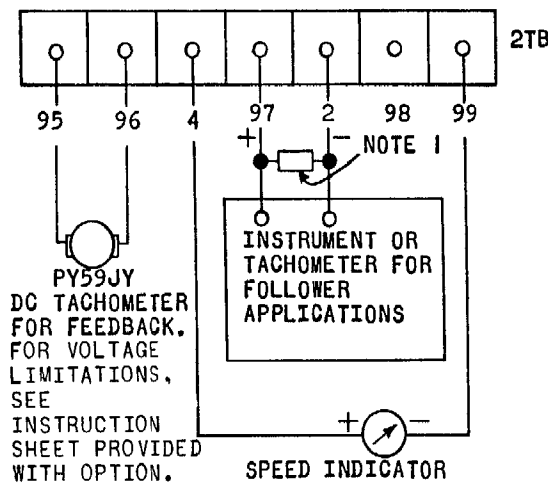 2TB
95 96 4 97 2 98 99
+ −
NOTE 1
INSTRUMENT OR
TACHOMETER FOR
FOLLOWER
APPLICATIONS
PY59JY
DC TACHOMETER
FOR FEEDBACK.
FOR VOLTAGE
LIMITATIONS,
SEE
INSTRUCTION
SHEET PROVIDED
WITH OPTION.
+ −
SPEED INDICATOR